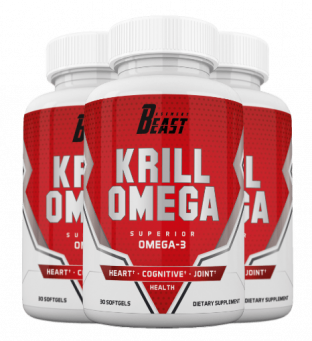 BEAST
KRILL
OMEGA
SUPERIOR
OMEGA-3
HEART† · COGNITIVE† · JOINT†
HEALTH
30 SOFTGELS
DIETARY SUPPLEMENT